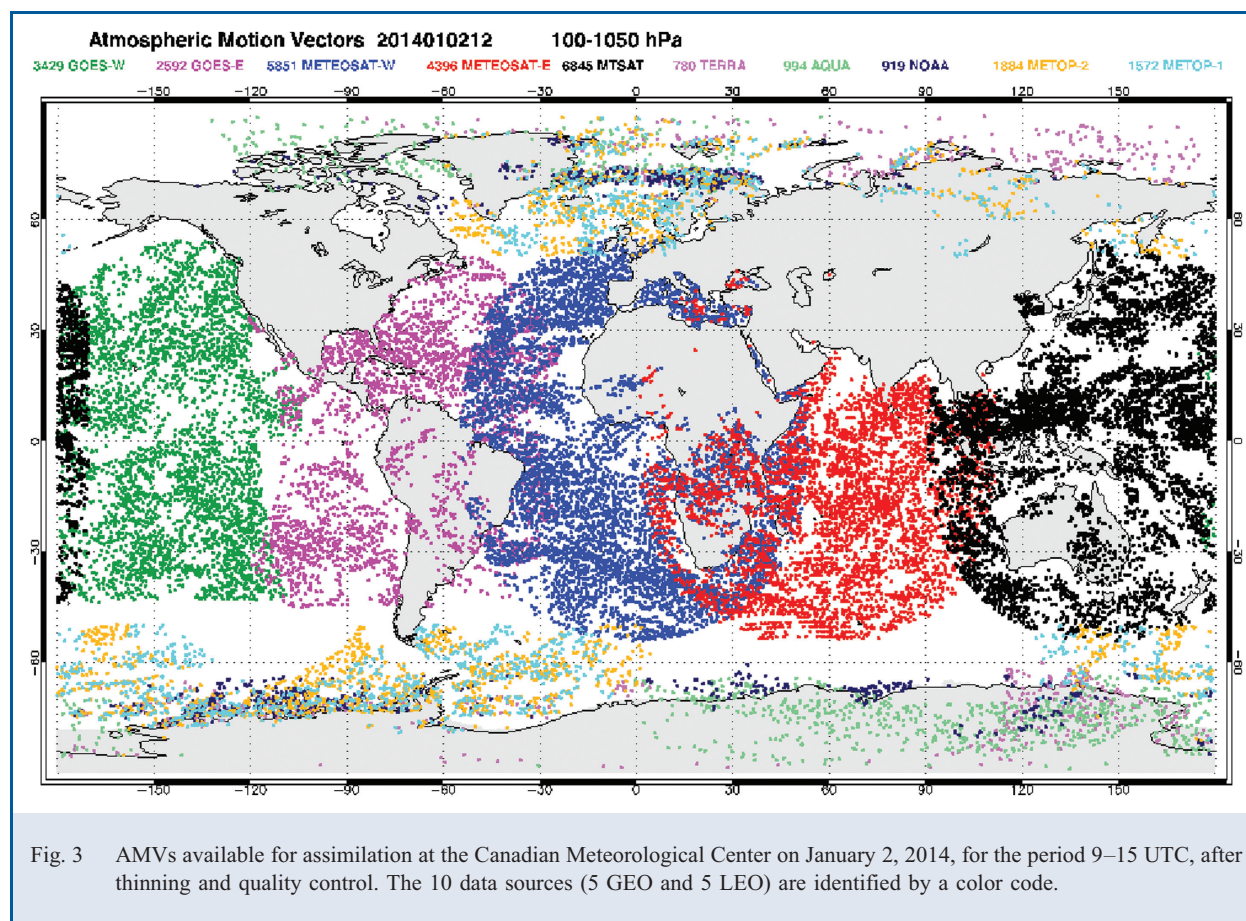 Atmospheric Motion Vectors 2014010212 100-1050 hPa
3429 GOES-W 2592 GOES-E 5851 METEOSAT-W 4396 METEOSAT-E 6845 MTSAT 780 TERRA 994 AQUA 919 NOAA 1884 METOP-2 1572 METOP-1
−150 −120 −90 −60 −30 0 30 60 90 120 150
60 60
30 30
0 0
−30 −30
−60 −60
−150 −120 −90 −60 −30 0 30 60 90 120 150
Fig. 3 AMVs available for assimilation at the Canadian Meteorological Center on January 2, 2014, for the period 9–15 UTC, after
thinning and quality control. The 10 data sources (5 GEO and 5 LEO) are identified by a color code.